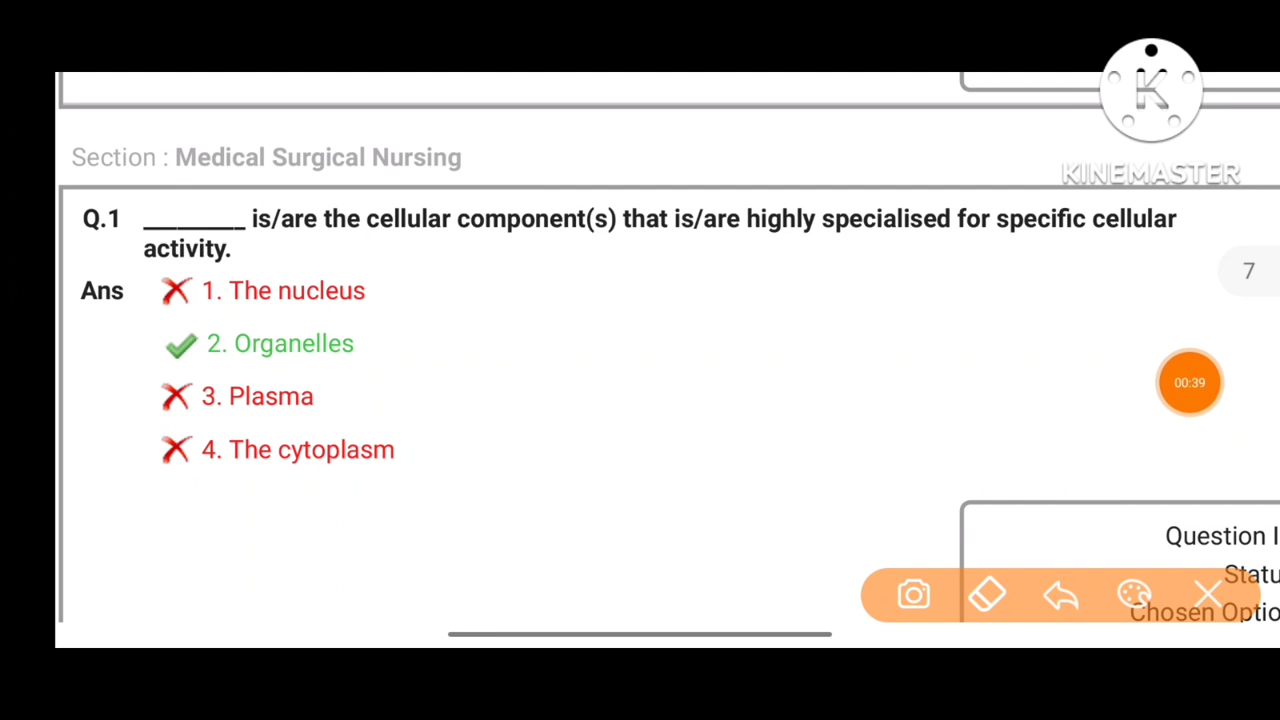 K
KINEMASTER
Section : Medical Surgical Nursing
Q.1 ________ is/are the cellular component(s) that is/are highly specialised for specific cellular
activity.
7
Ans 1. The nucleus
2. Organelles
00:39
3. Plasma
4. The cytoplasm
Question I
Statu
Chosen Optio